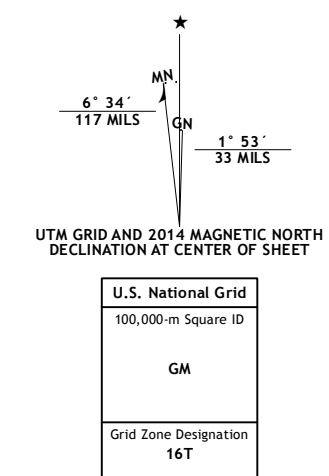 ★
MN.
6° 34´
117 MILS
GN
1° 53´
33 MILS
UTM GRID AND 2014 MAGNETIC NORTH
DECLINATION AT CENTER OF SHEET
U.S. National Grid
100,000-m Square ID
GM
Grid Zone Designation
16T